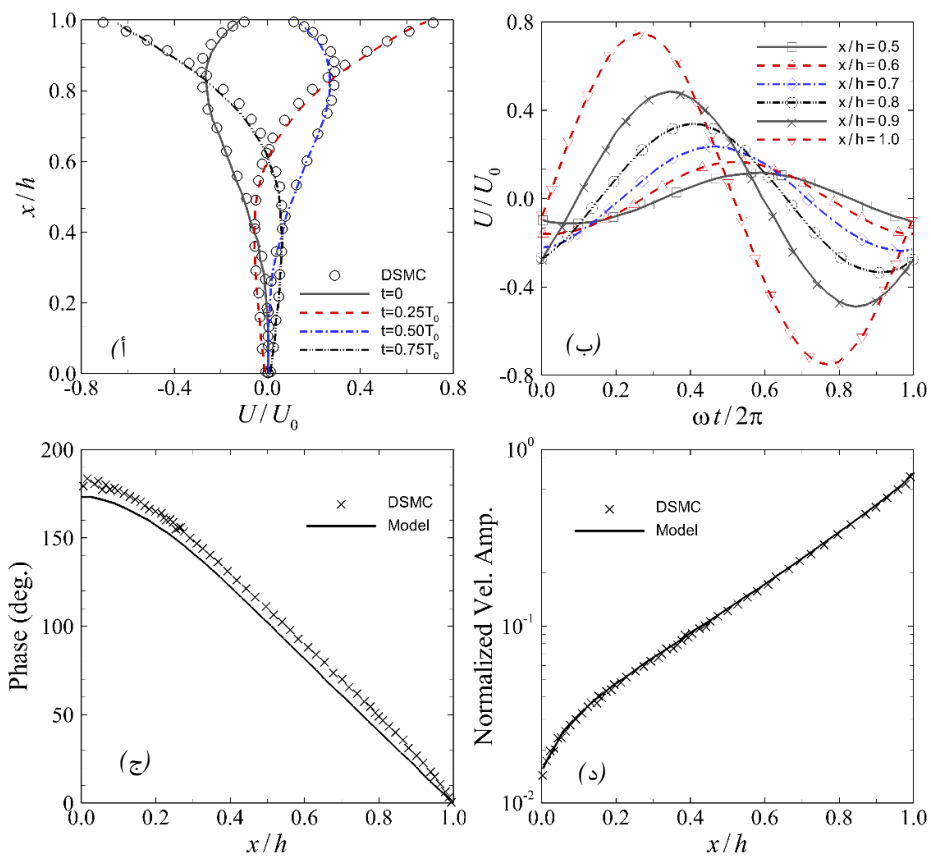 1.0
0.8
0.6
0.4
0.2
0.0
x/h
-0.8 -0.4 0.0 0.4 0.8
U/U₀
DSMC
t=0
t=0.25T₀
t=0.50T₀
t=0.75T₀
(أ
0.8
0.4
0.0
-0.4
-0.8
U/U₀
0.0 0.2 0.4 0.6 0.8 1.0
ωt/2π
x/h=0.5
x/h=0.6
x/h=0.7
x/h=0.8
x/h=0.9
x/h=1.0
(ب)
200
150
100
50
0
Phase (deg.)
0.0 0.2 0.4 0.6 0.8 1.0
x/h
DSMC
Model
(ج)
10⁰
10⁻¹
10⁻²
Normalized Vel. Amp.
0.0 0.2 0.4 0.6 0.8 1.0
x/h
DSMC
Model
(د)